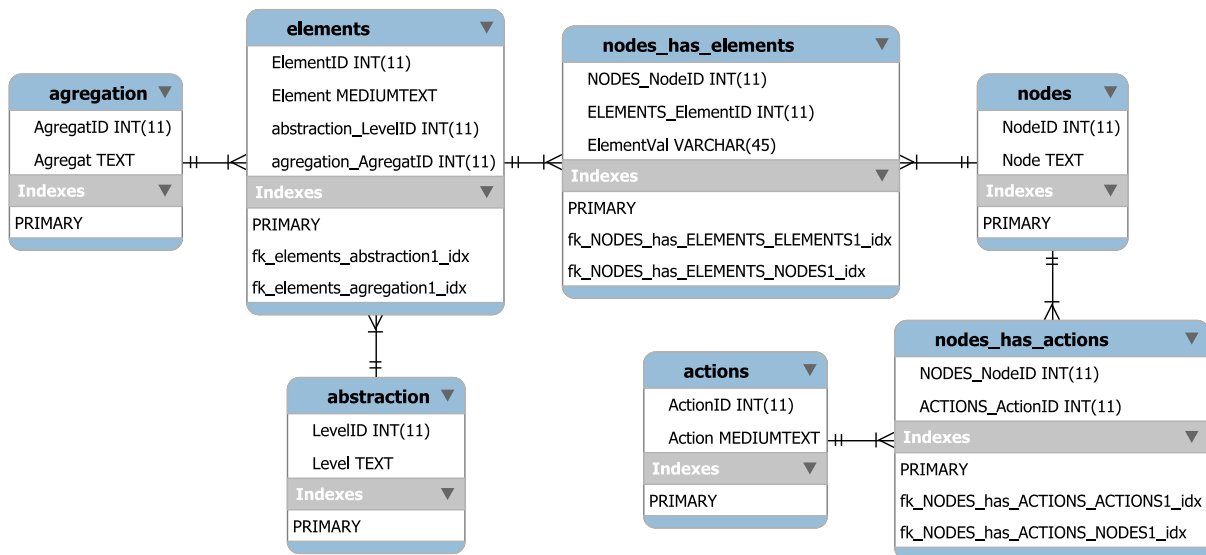 agregation
AgregatID INT(11)
Agregat TEXT
Indexes
PRIMARY
elements
ElementID INT(11)
Element MEDIUMTEXT
abstraction_LevelID INT(11)
agregation_AgregatID INT(11)
Indexes
PRIMARY
fk_elements_abstraction1_idx
fk_elements_agregation1_idx
nodes_has_elements
NODES_NodeID INT(11)
ELEMENTS_ElementID INT(11)
ElementVal VARCHAR(45)
Indexes
PRIMARY
fk_NODES_has_ELEMENTS_ELEMENTS1_idx
fk_NODES_has_ELEMENTS_NODES1_idx
nodes
NodeID INT(11)
Node TEXT
Indexes
PRIMARY
abstraction
LevelID INT(11)
Level TEXT
Indexes
PRIMARY
actions
ActionID INT(11)
Action MEDIUMTEXT
Indexes
PRIMARY
nodes_has_actions
NODES_NodeID INT(11)
ACTIONS_ActionID INT(11)
Indexes
PRIMARY
fk_NODES_has_ACTIONS_ACTIONS1_idx
fk_NODES_has_ACTIONS_NODES1_idx